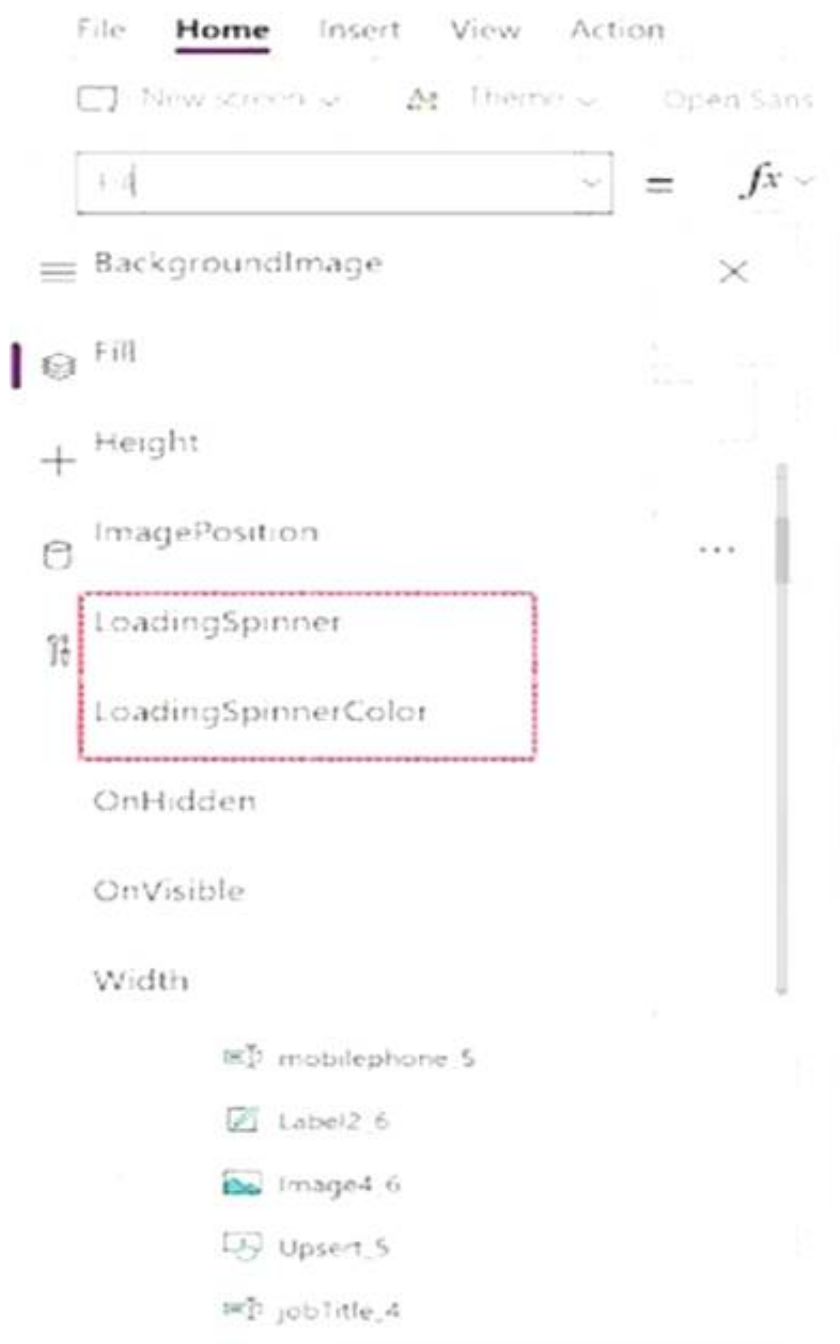 File Home Insert View Action
New screen Theme Open Sans
= fx
BackgroundImage
Fill
Height
ImagePosition
LoadingSpinner
LoadingSpinnerColor
OnHidden
OnVisible
Width
mobilephone_5
Label2_6
Image4_6
Upsert_5
jobTitle_4